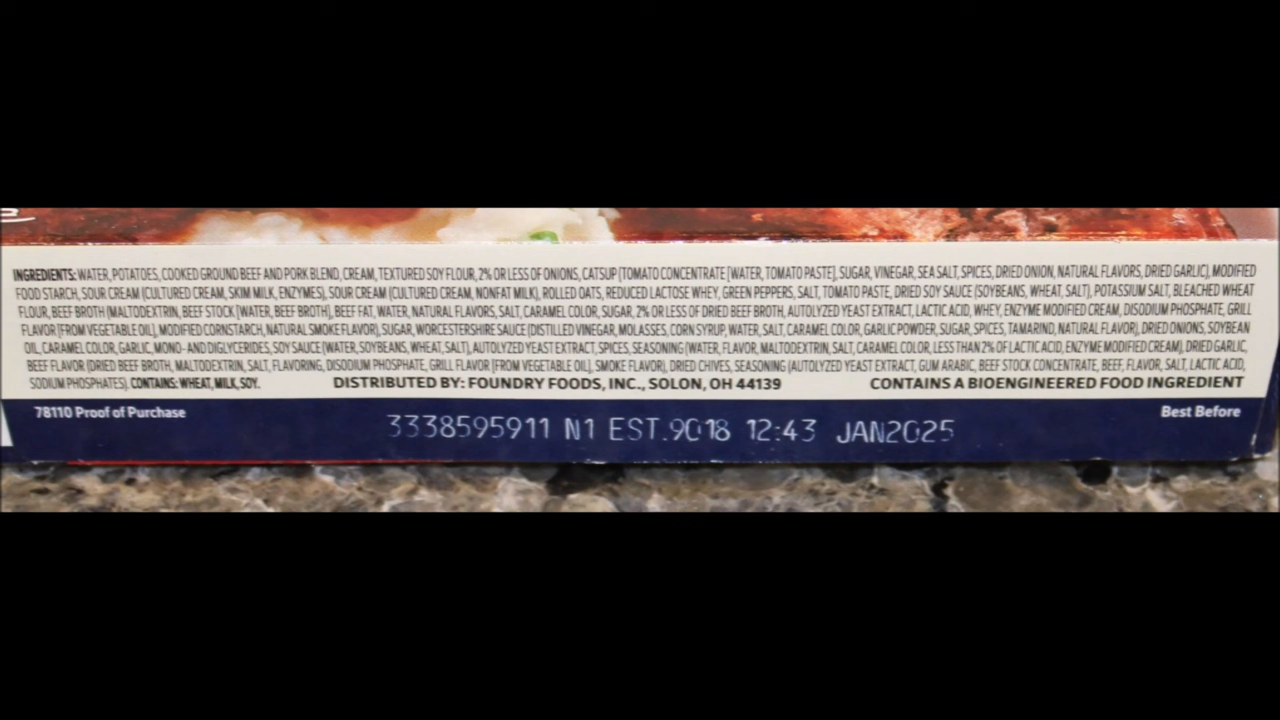 INGREDIENTS: WATER, POTATOES, COOKED GROUND BEEF AND PORK BLEND, CREAM, TEXTURED SOY FLOUR, 2% OR LESS OF ONIONS, CATSUP (TOMATO CONCENTRATE [WATER, TOMATO PASTE], SUGAR, VINEGAR, SEA SALT, SPICES, DRIED ONION, NATURAL FLAVORS, DRIED GARLIC), MODIFIED
FOOD STARCH, SOUR CREAM (CULTURED CREAM, SKIM MILK, ENZYMES), SOUR CREAM (CULTURED CREAM, NONFAT MILK), ROLLED OATS, REDUCED LACTOSE WHEY, GREEN PEPPERS, SALT, TOMATO PASTE, DRIED SOY SAUCE (SOYBEANS, WHEAT, SALT), POTASSIUM SALT, BLEACHED WHEAT
FLOUR, BEEF BROTH (MALTODEXTRIN, BEEF STOCK [WATER, BEEF BROTH], BEEF FAT, WATER, NATURAL FLAVORS, SALT, CARAMEL COLOR, SUGAR, 2% OR LESS OF DRIED BEEF BROTH, AUTOLYZED YEAST EXTRACT, LACTIC ACID, WHEY, ENZYME MODIFIED CREAM, DISODIUM PHOSPHATE, GRILL
FLAVOR [FROM VEGETABLE OIL], MODIFIED CORNSTARCH, NATURAL SMOKE FLAVOR), SUGAR, WORCESTERSHIRE SAUCE (DISTILLED VINEGAR, MOLASSES, CORN SYRUP, WATER, SALT, CARAMEL COLOR, GARLIC POWDER, SUGAR, SPICES, TAMARIND, NATURAL FLAVOR), DRIED ONIONS, SOYBEAN
OIL, CARAMEL COLOR, GARLIC, MONO- AND DIGLYCERIDES, SOY SAUCE (WATER, SOYBEANS, WHEAT, SALT), AUTOLYZED YEAST EXTRACT, SPICES, SEASONING (WATER, FLAVOR, MALTODEXTRIN, SALT, CARAMEL COLOR, LESS THAN 2% OF LACTIC ACID, ENZYME MODIFIED CREAM), DRIED GARLIC,
BEEF FLAVOR (DRIED BEEF BROTH, MALTODEXTRIN, SALT, FLAVORING, DISODIUM PHOSPHATE, GRILL FLAVOR [FROM VEGETABLE OIL], SMOKE FLAVOR), DRIED CHIVES, SEASONING (AUTOLYZED YEAST EXTRACT, GUM ARABIC, BEEF STOCK CONCENTRATE, BEEF, FLAVOR, SALT, LACTIC ACID,
SODIUM PHOSPHATES). CONTAINS: WHEAT, MILK, SOY. DISTRIBUTED BY: FOUNDRY FOODS, INC., SOLON, OH 44139 CONTAINS A BIOENGINEERED FOOD INGREDIENT
78110 Proof of Purchase Best Before
3338595911 N1 EST.9018 12:43 JAN2025